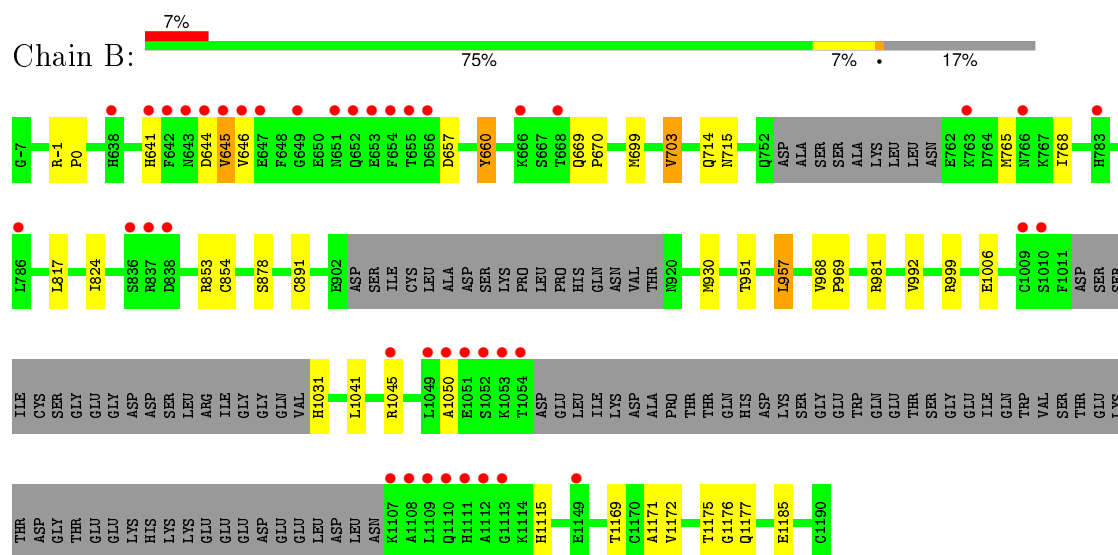 7%
Chain B:
75% 7% • 17%
G-7 R-1 P0 H638 H641 F642 N643 D644 V645 V646 E647 F648 G649 E650 N651 Q652 E653 F654 T655 D656 D657 Y660 K666 S667 T668 Q669 P670 M699 V703 Q714 N715 Q752 ASP ALA SER SER ALA LYS LEU LEU ASN E762 K763 D764 M765 N766 K767 I768 H783
L786 L817 I824 S836 R837 D838 R853 C854 S878 C891 E902 ASP SER ILE CYS LEU ALA ASP SER LYS PRO LEU PRO HIS GLN ASN VAL THR N920 M930 T951 L957 V968 P969 R981 V992 R999 E1006 C1009 S1010 F1011 ASP SER SER
ILE CYS SER GLY GLU GLY ASP ASP SER LEU ARG ILE GLY GLY GLN VAL H1031 L1041 R1045 L1049 A1050 E1051 S1052 K1053 T1054 ASP GLU LEU ILE LYS ASP ALA PRO THR THR GLN HIS ASP LYS SER GLY GLU TRP GLN GLU THR SER GLY GLU ILE GLN TRP VAL SER THR GLU LYS
THR ASP GLY THR GLU GLU LYS HIS LYS LYS GLU GLU GLU ASP GLU GLU LEU ASP LEU ASN K1107 A1108 L1109 Q1110 H1111 A1112 G1113 K1114 H1115 E1149 T1169 C1170 A1171 V1172 T1175 G1176 Q1177 E1185 C1190